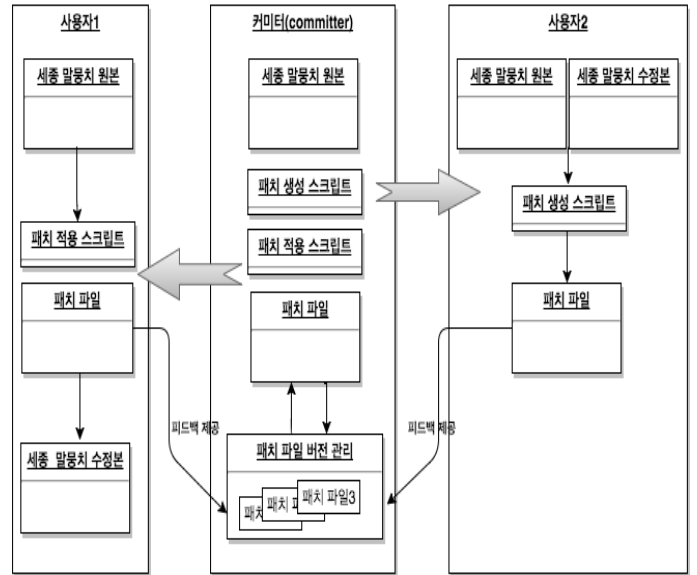 사용자1
세종 말뭉치 원본
패치 적용 스크립트
패치 파일
세종 말뭉치 수정본
피드백 제공
커미터(committer)
세종 말뭉치 원본
패치 생성 스크립트
패치 적용 스크립트
패치 파일
패치 파일 버전 관리
패치
패치 파일3
사용자2
세종 말뭉치 원본
세종 말뭉치 수정본
패치 생성 스크립트
패치 파일
피드백 제공